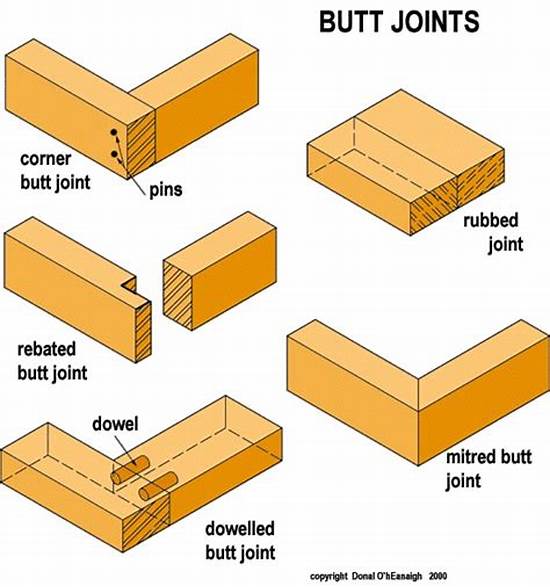 BUTT JOINTS
corner
butt joint
pins
rubbed
joint
rebated
butt joint
dowel
mitred butt
joint
dowelled
butt joint
copyright Donal O'hEanaigh 2000